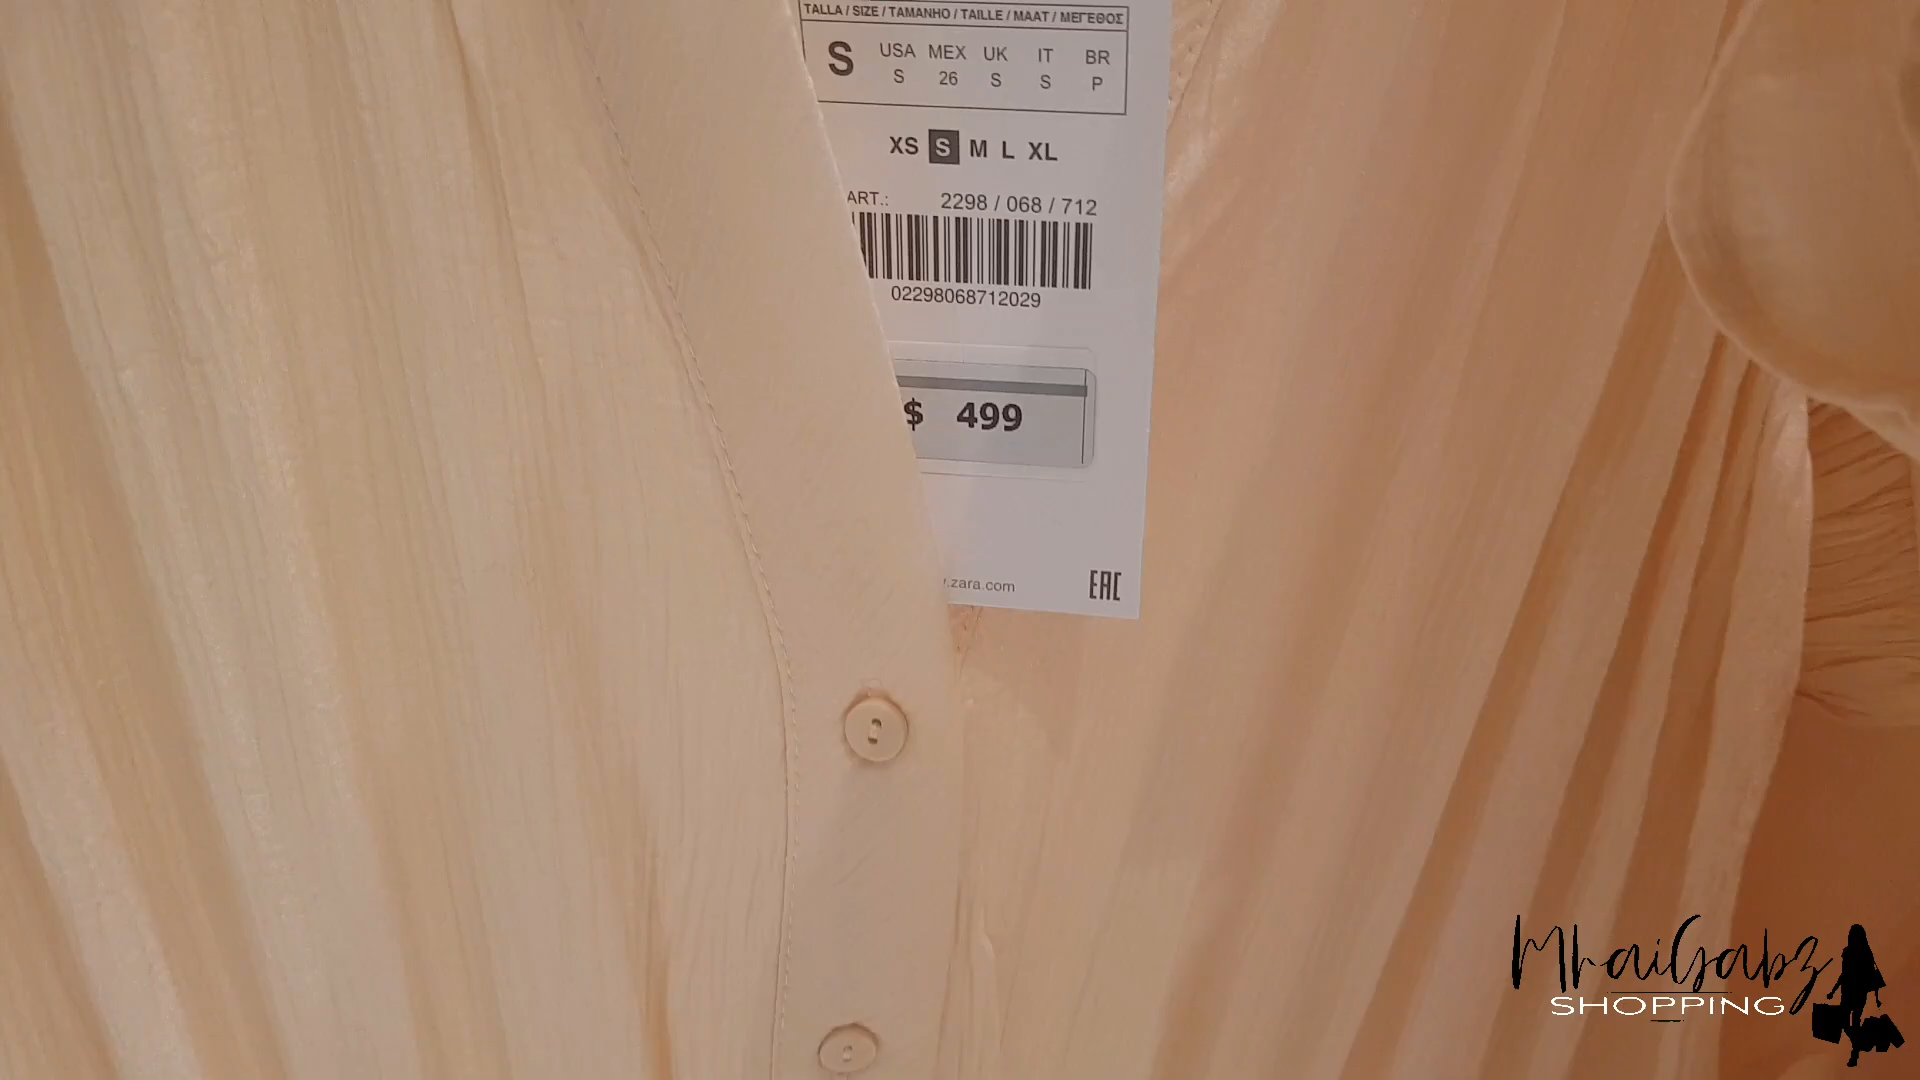 TALLA / SIZE / TAMANHO / TAILLE / MAAT / ΜΕΓΕΘΟΣ
S
USA MEX UK IT BR
S 26 S S P
XS S M L XL
ART.: 2298 / 068 / 712
02298068712029
$ 499
.zara.com
EAC
MhaiGabz
SHOPPING